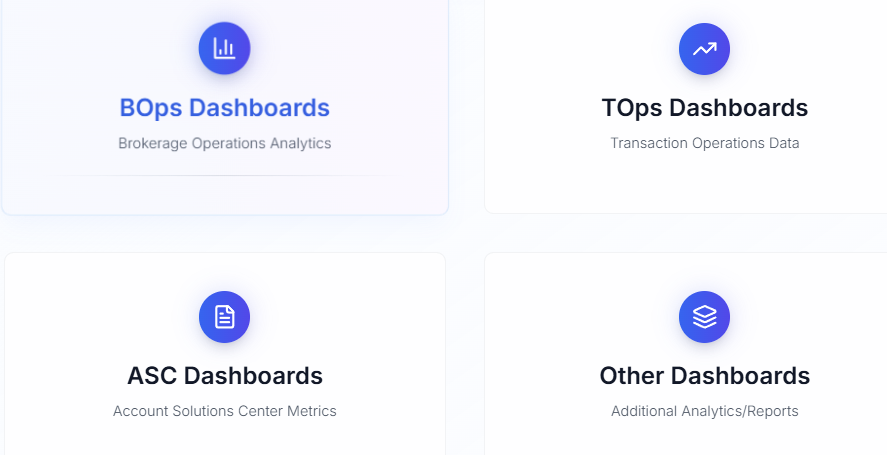 BOps Dashboards
Brokerage Operations Analytics
TOps Dashboards
Transaction Operations Data
ASC Dashboards
Account Solutions Center Metrics
Other Dashboards
Additional Analytics/Reports